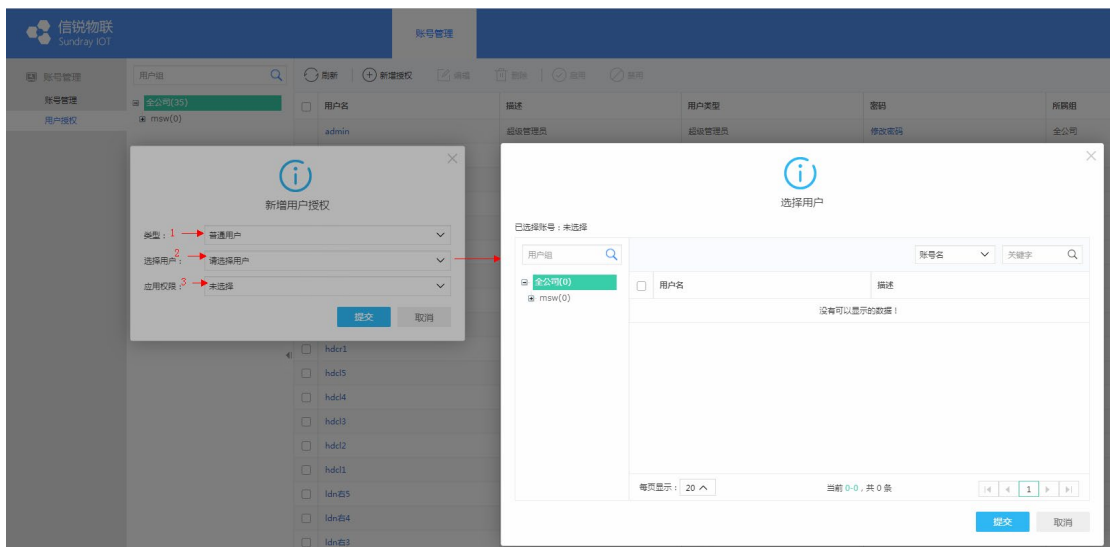 信锐物联
Sundray IOT
账号管理
账号管理
账号管理
用户授权
用户组
全公司(35)
msw(0)
刷新 新增授权 编辑 删除 启用 禁用
用户名 描述 用户类型 密码 所属组
admin 超级管理员 超级管理员 修改密码 全公司
新增用户授权
类型： 1 普通用户
选择用户： 2 请选择用户
应用权限： 3 未选择
提交 取消
hdcr1
hdcl5
hdcl4
hdcl3
hdcl2
hdcl1
ldn右5
ldn右4
ldn右3
选择用户
已选择账号：未选择
用户组
账号名 关键字
全公司(0)
msw(0)
用户名 描述
没有可以显示的数据！
每页显示： 20 当前 0-0，共 0 条 1
提交 取消